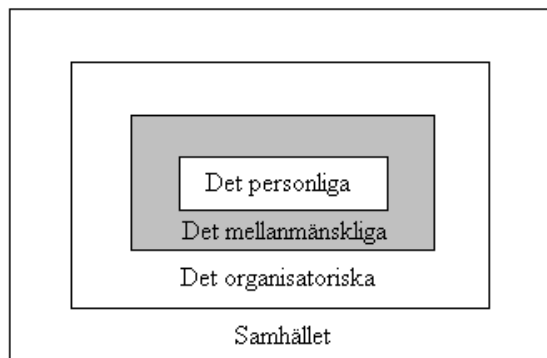 Det personliga
Det mellanmänskliga
Det organisatoriska
Samhället